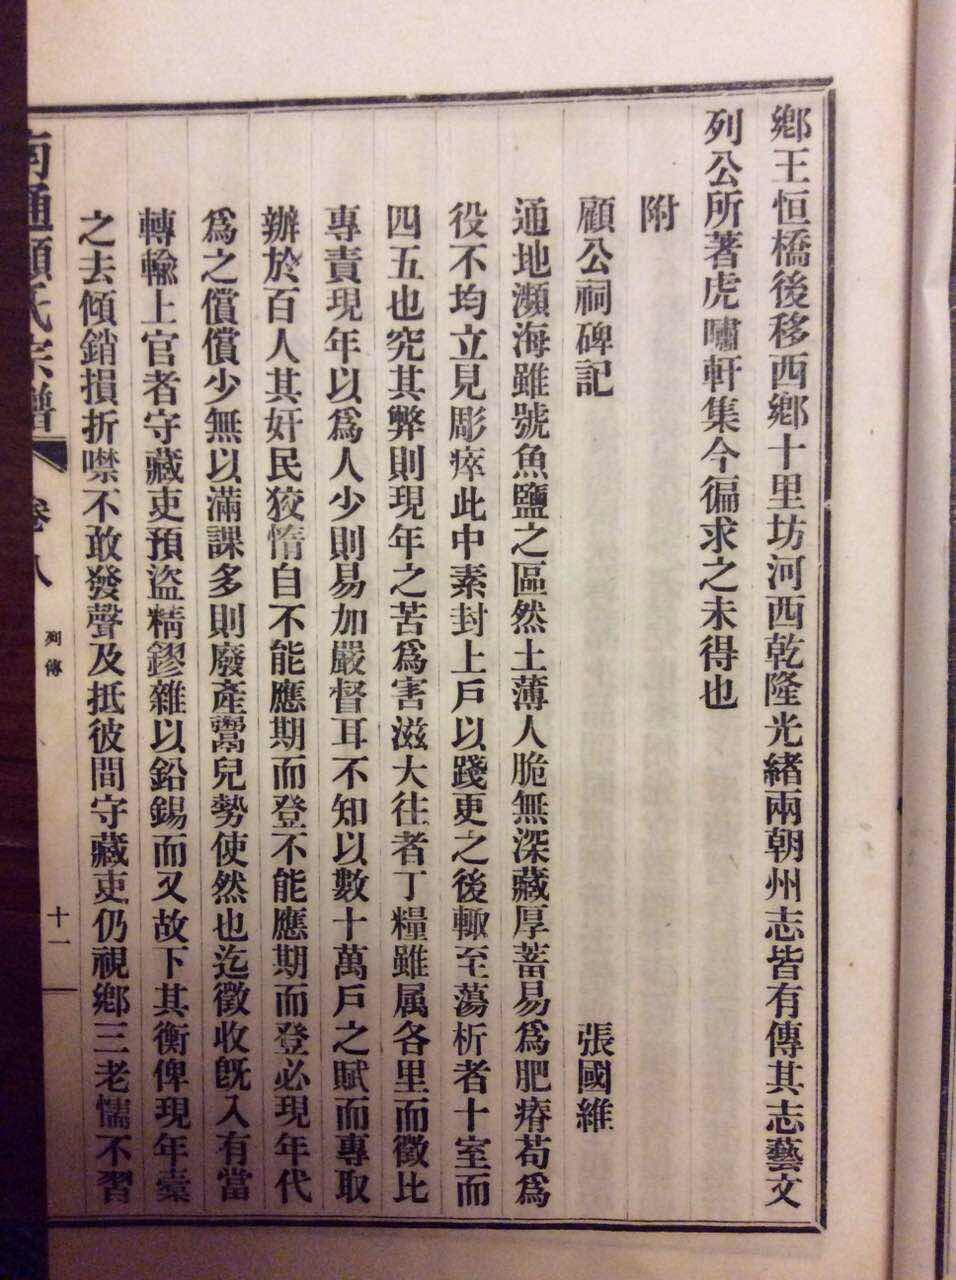 鄕王恒橋後移西鄕十里坊河西乾隆光緒兩朝州志皆有傳其志藝文
列公所著虎嘯軒集今徧求之未得也
附
顧公祠碑記　張國維
通地瀕海雖號魚鹽之區然土薄人脆無深藏厚蓄易爲肥瘠苟爲
役不均立見彫瘁此中素封上戶以踐更之後輙至蕩析者十室而
四五也究其弊則現年之苦爲害滋大往者丁糧雖属各里而徵比
專責現年以爲人少則易加嚴督耳不知以數十萬戶之賦而專取
辦於百人其奸民狡惰自不能應期而登不能應期而登必現年代
爲之償償少無以滿課多則廢產鬻兒勢使然也迄徵收旣入有當
轉輸上官者守藏吏預盜精鏐雜以鉛錫而又故下其衡俾現年槖
之去傾銷損折噤不敢發聲及抵彼間守藏吏仍視鄕三老懦不習
南通顧氏宗譜　卷八　列傳　十一